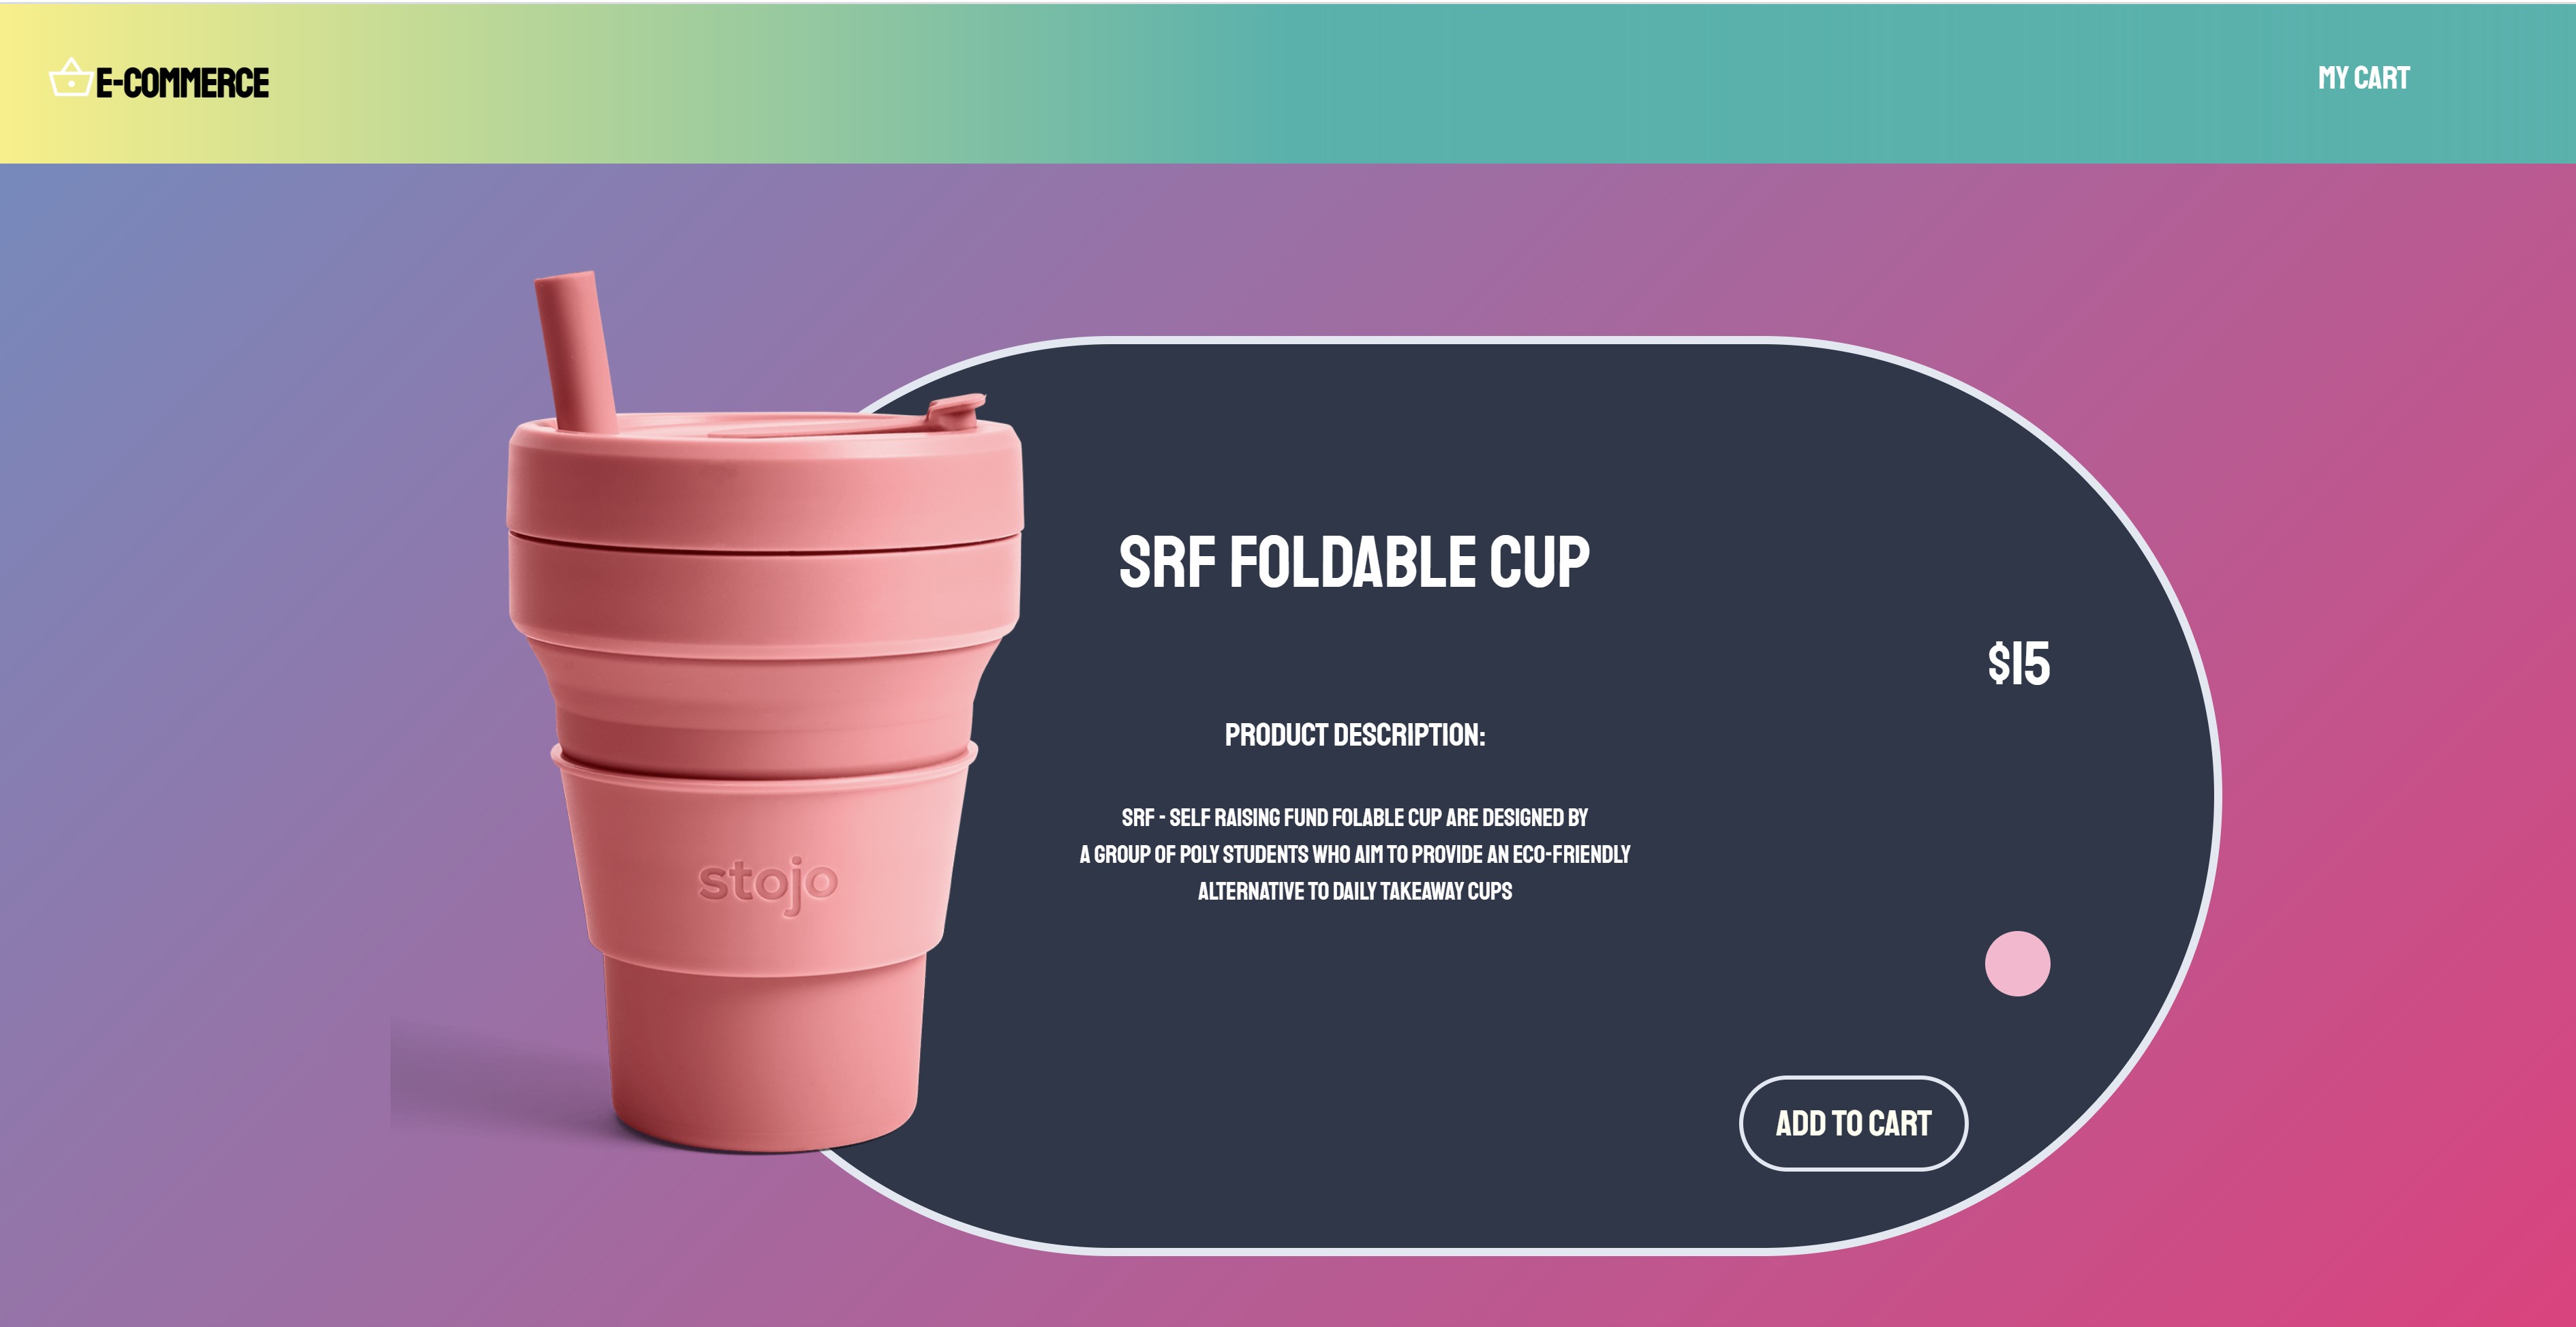 E-COMMERCE
MY CART
SRF FOLDABLE CUP
$15
PRODUCT DESCRIPTION:
SRF - SELF RAISING FUND FOLABLE CUP ARE DESIGNED BY
A GROUP OF POLY STUDENTS WHO AIM TO PROVIDE AN ECO-FRIENDLY
ALTERNATIVE TO DAILY TAKEAWAY CUPS
stojo
ADD TO CART